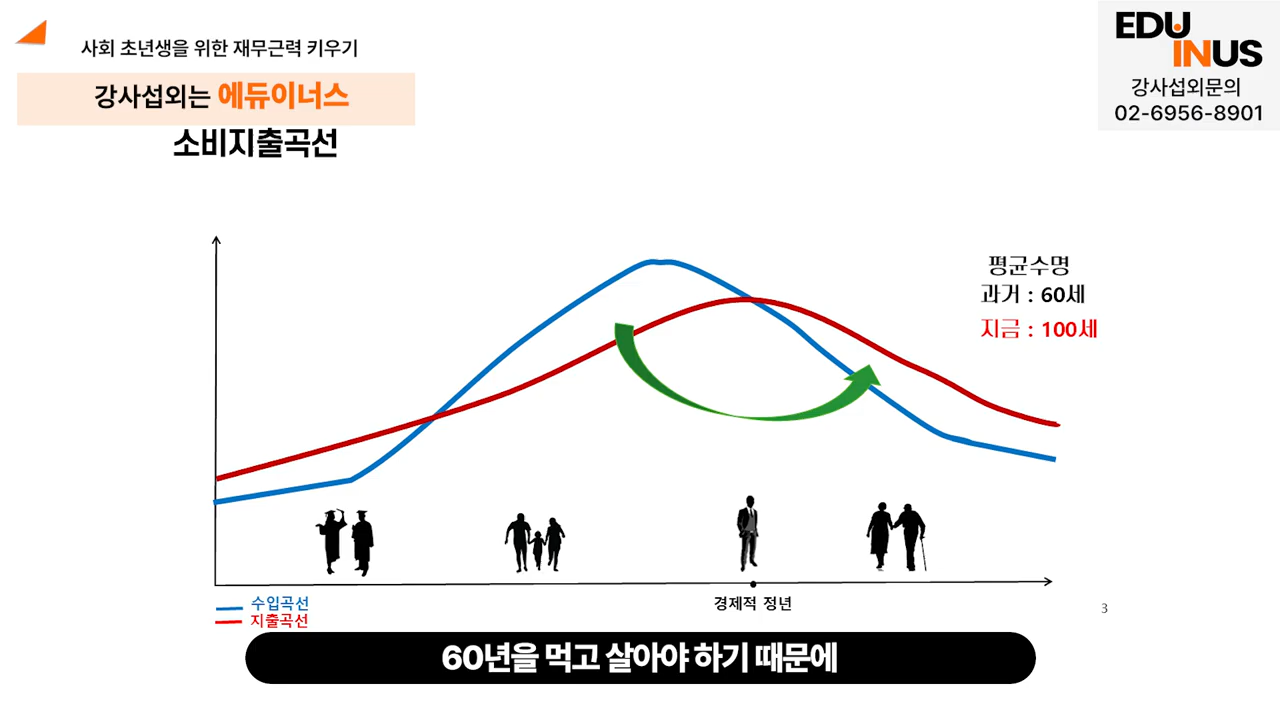 사회 초년생을 위한 재무근력 키우기
강사섭외는 에듀이너스
소비지출곡선
EDU
INUS
강사섭외문의
02-6956-8901
평균수명
과거 : 60세
지금 : 100세
경제적 정년
수입곡선
지출곡선
3
60년을 먹고 살아야 하기 때문에